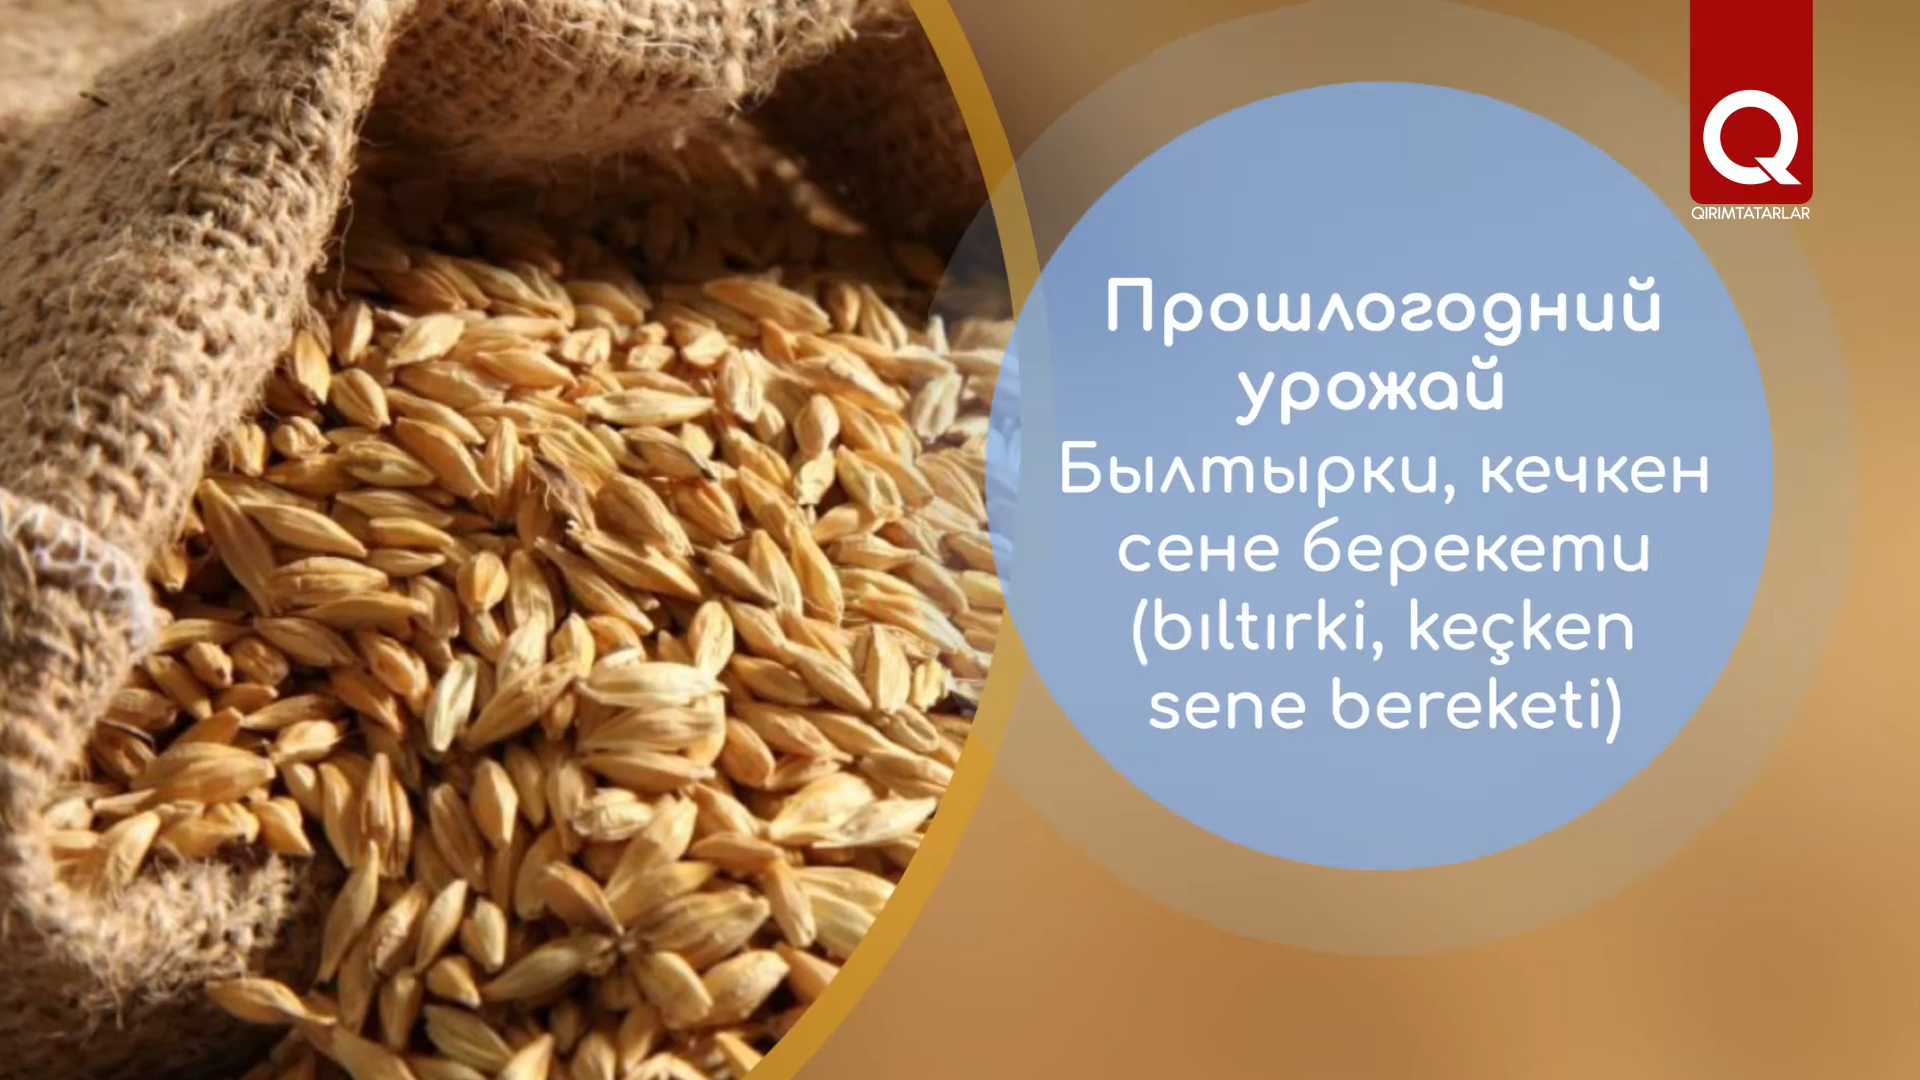 QIRIMTATARLAR
Прошлогодний
урожай
Былтырки, кечкен
сене берекети
(bıltırki, keçken
sene bereketi)